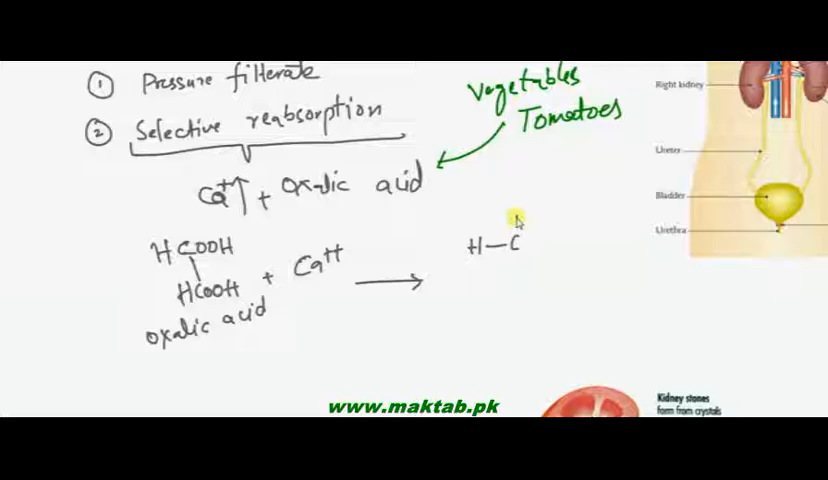 ① Pressure filterate
② Selective reabsorption
Vegetables
Tomatoes
Ca⁺⁺↑ + Oxalic acid
HCOOH
HCOOH + Ca⁺⁺ ⟶ H—C
oxalic acid
Right kidney
Ureter
Bladder
Urethra
www.maktab.pk
Kidney stones
form from crystals